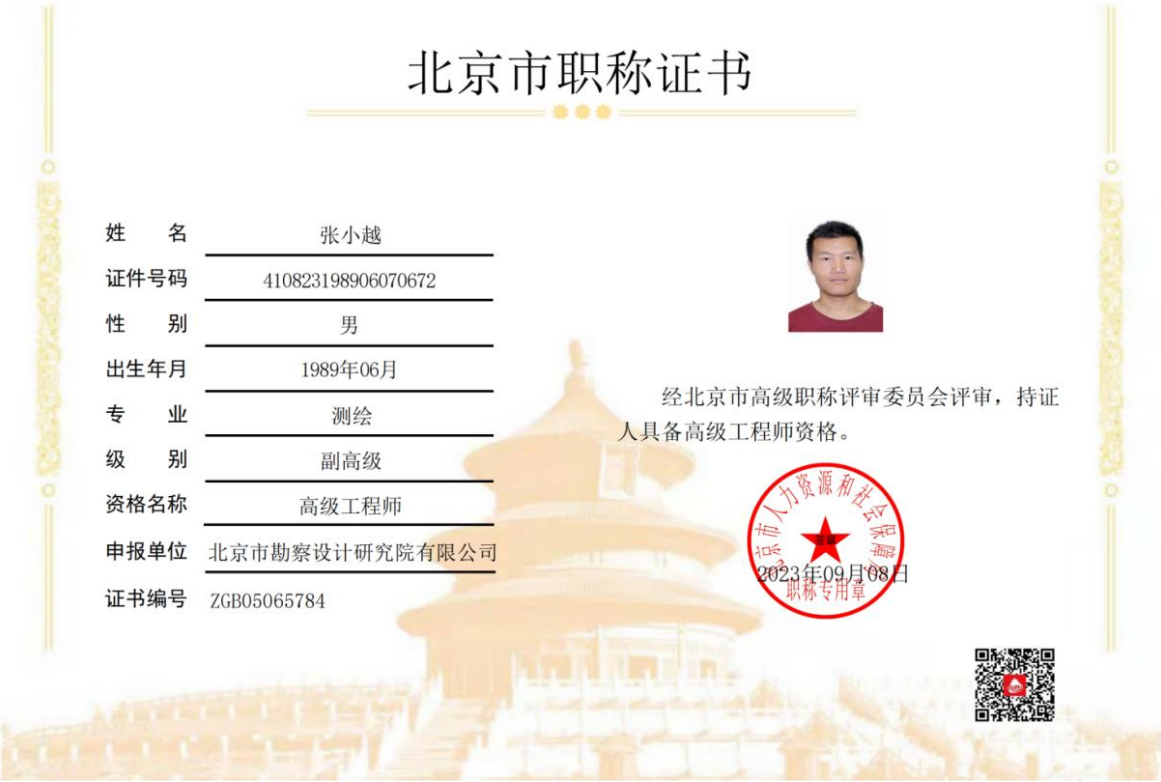 北京市职称证书
姓 名 张小越
证件号码 410823198906070672
性 别 男
出生年月 1989年06月
专 业 测绘
级 别 副高级
资格名称 高级工程师
申报单位 北京市勘察设计研究院有限公司
证书编号 ZGB05065784
经北京市高级职称评审委员会评审，持证
人具备高级工程师资格。
北京市人力资源和社会保障局
2023年09月08日
职称专用章